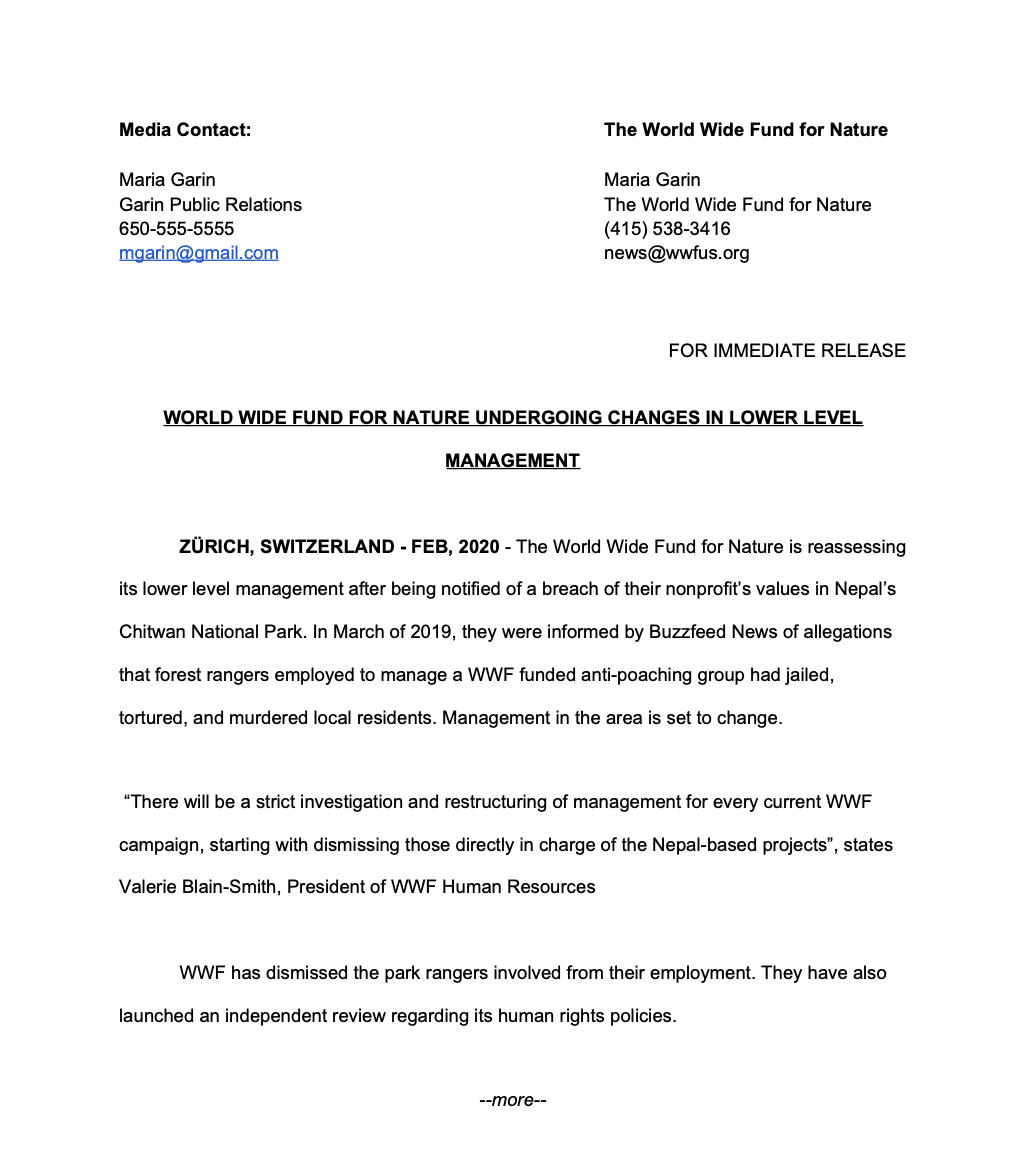 Media Contact:
Maria Garin
Garin Public Relations
650-555-5555
mgarin@gmail.com
The World Wide Fund for Nature
Maria Garin
The World Wide Fund for Nature
(415) 538-3416
news@wwfus.org
FOR IMMEDIATE RELEASE
WORLD WIDE FUND FOR NATURE UNDERGOING CHANGES IN LOWER LEVEL
MANAGEMENT
ZÜRICH, SWITZERLAND - FEB, 2020 - The World Wide Fund for Nature is reassessing
its lower level management after being notified of a breach of their nonprofit’s values in Nepal’s
Chitwan National Park. In March of 2019, they were informed by Buzzfeed News of allegations
that forest rangers employed to manage a WWF funded anti-poaching group had jailed,
tortured, and murdered local residents. Management in the area is set to change.
“There will be a strict investigation and restructuring of management for every current WWF
campaign, starting with dismissing those directly in charge of the Nepal-based projects”, states
Valerie Blain-Smith, President of WWF Human Resources
WWF has dismissed the park rangers involved from their employment. They have also
launched an independent review regarding its human rights policies.
--more--